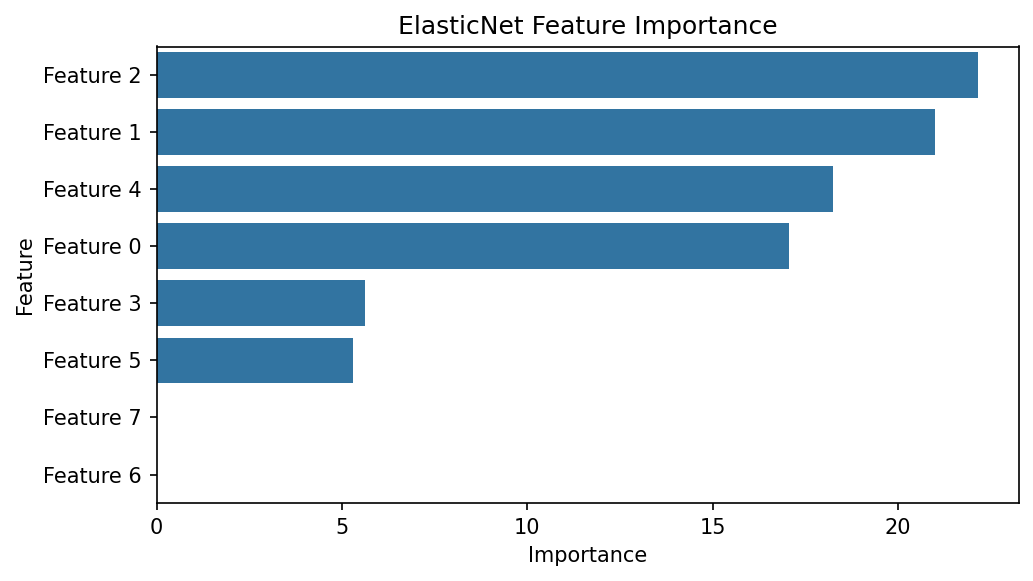 ElasticNet Feature Importance
Feature
Feature 2
Feature 1
Feature 4
Feature 0
Feature 3
Feature 5
Feature 7
Feature 6
0 5 10 15 20
Importance